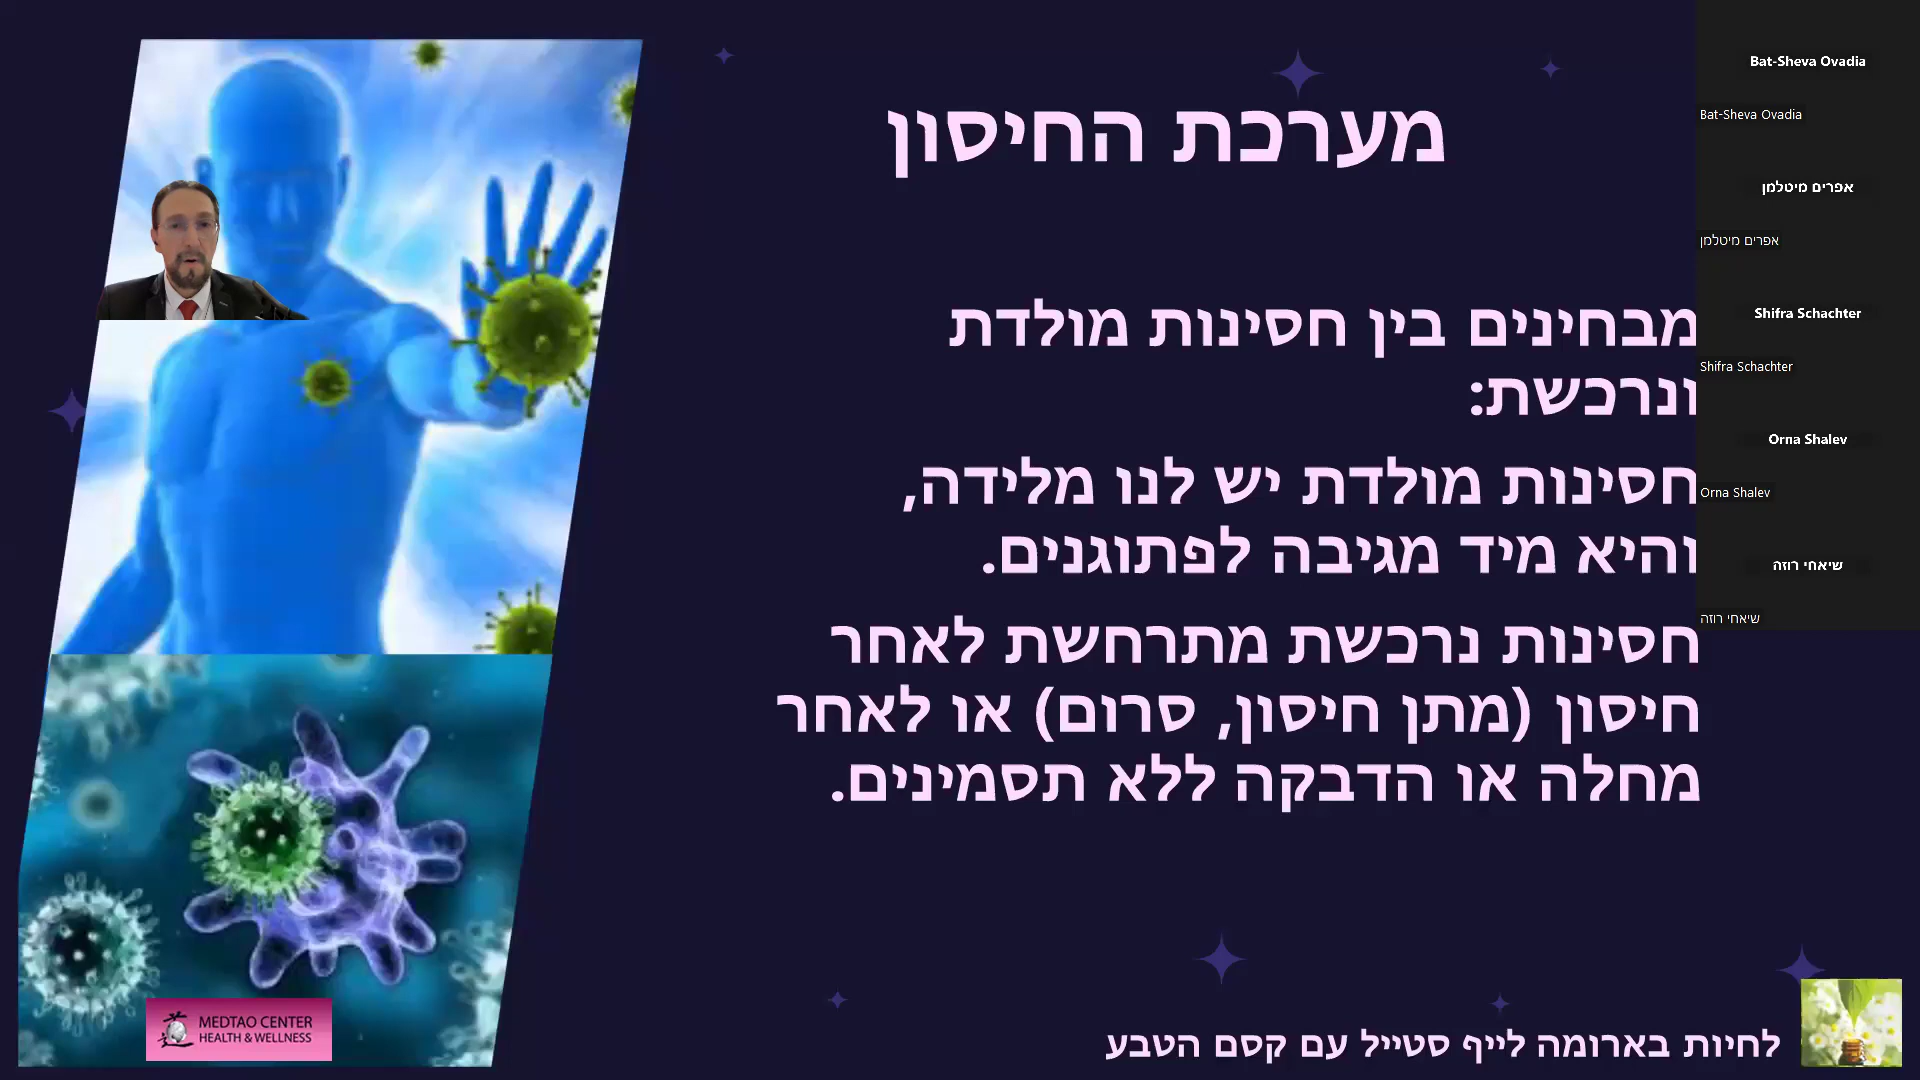 מערכת החיסון
מבחינים בין חסינות מולדת
ונרכשת:
חסינות מולדת יש לנו מלידה,
והיא מיד מגיבה לפתוגנים.
חסינות נרכשת מתרחשת לאחר
חיסון (מתן חיסון, סרום) או לאחר
מחלה או הדבקה ללא תסמינים.
לחיות בארומה לייף סטייל עם קסם הטבע
MEDTAO CENTER
HEALTH & WELLNESS
Bat-Sheva Ovadia
Bat-Sheva Ovadia
אפרים מיטלמן
אפרים מיטלמן
Shifra Schachter
Shifra Schachter
Orna Shalev
Orna Shalev
שיאחי רוזה
שיאחי רוזה